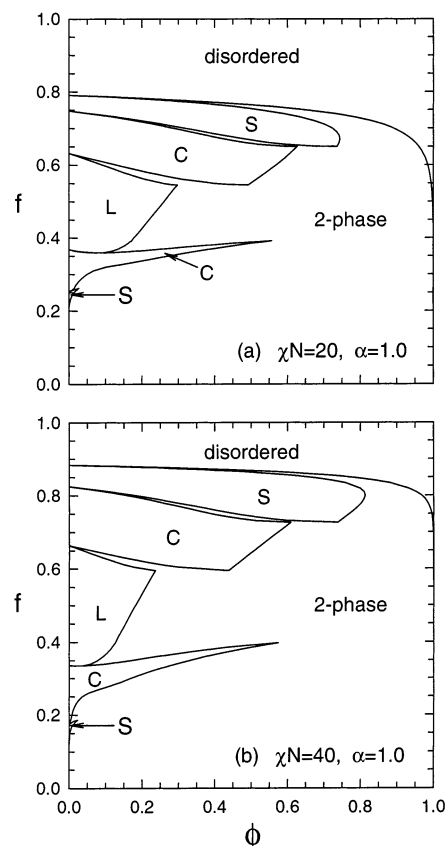 1.0
disordered
0.8
S
0.6
C
f
L
2-phase
0.4
C
0.2
S
(a) χN=20, α=1.0
0.0
1.0
disordered
0.8
S
C
0.6
f
2-phase
L
0.4
C
0.2
S
(b) χN=40, α=1.0
0.0
0.0 0.2 0.4 0.6 0.8 1.0
ϕ